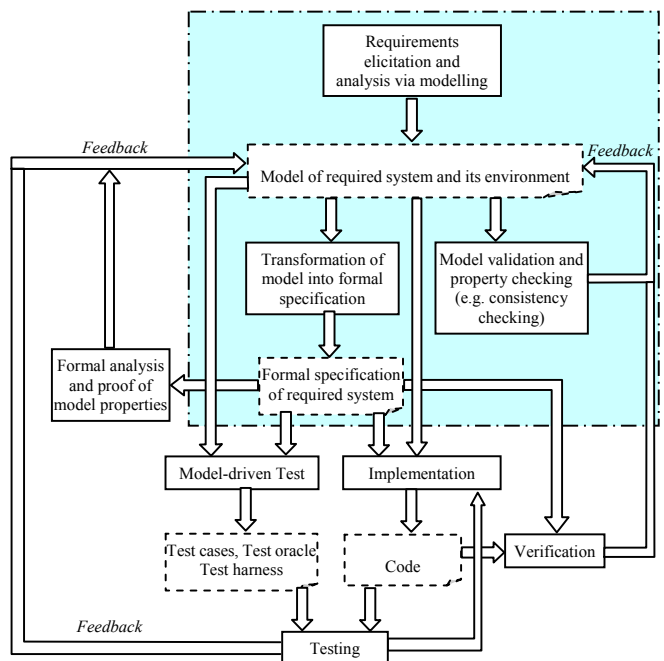 Requirements
elicitation and
analysis via modelling
Feedback
Feedback
Model of required system and its environment
Transformation of
model into formal
specification
Model validation and
property checking
(e.g. consistency
checking)
Formal analysis
and proof of
model properties
Formal specification
of required system
Model-driven Test
Implementation
Test cases, Test oracle
Test harness
Code
Verification
Feedback
Testing